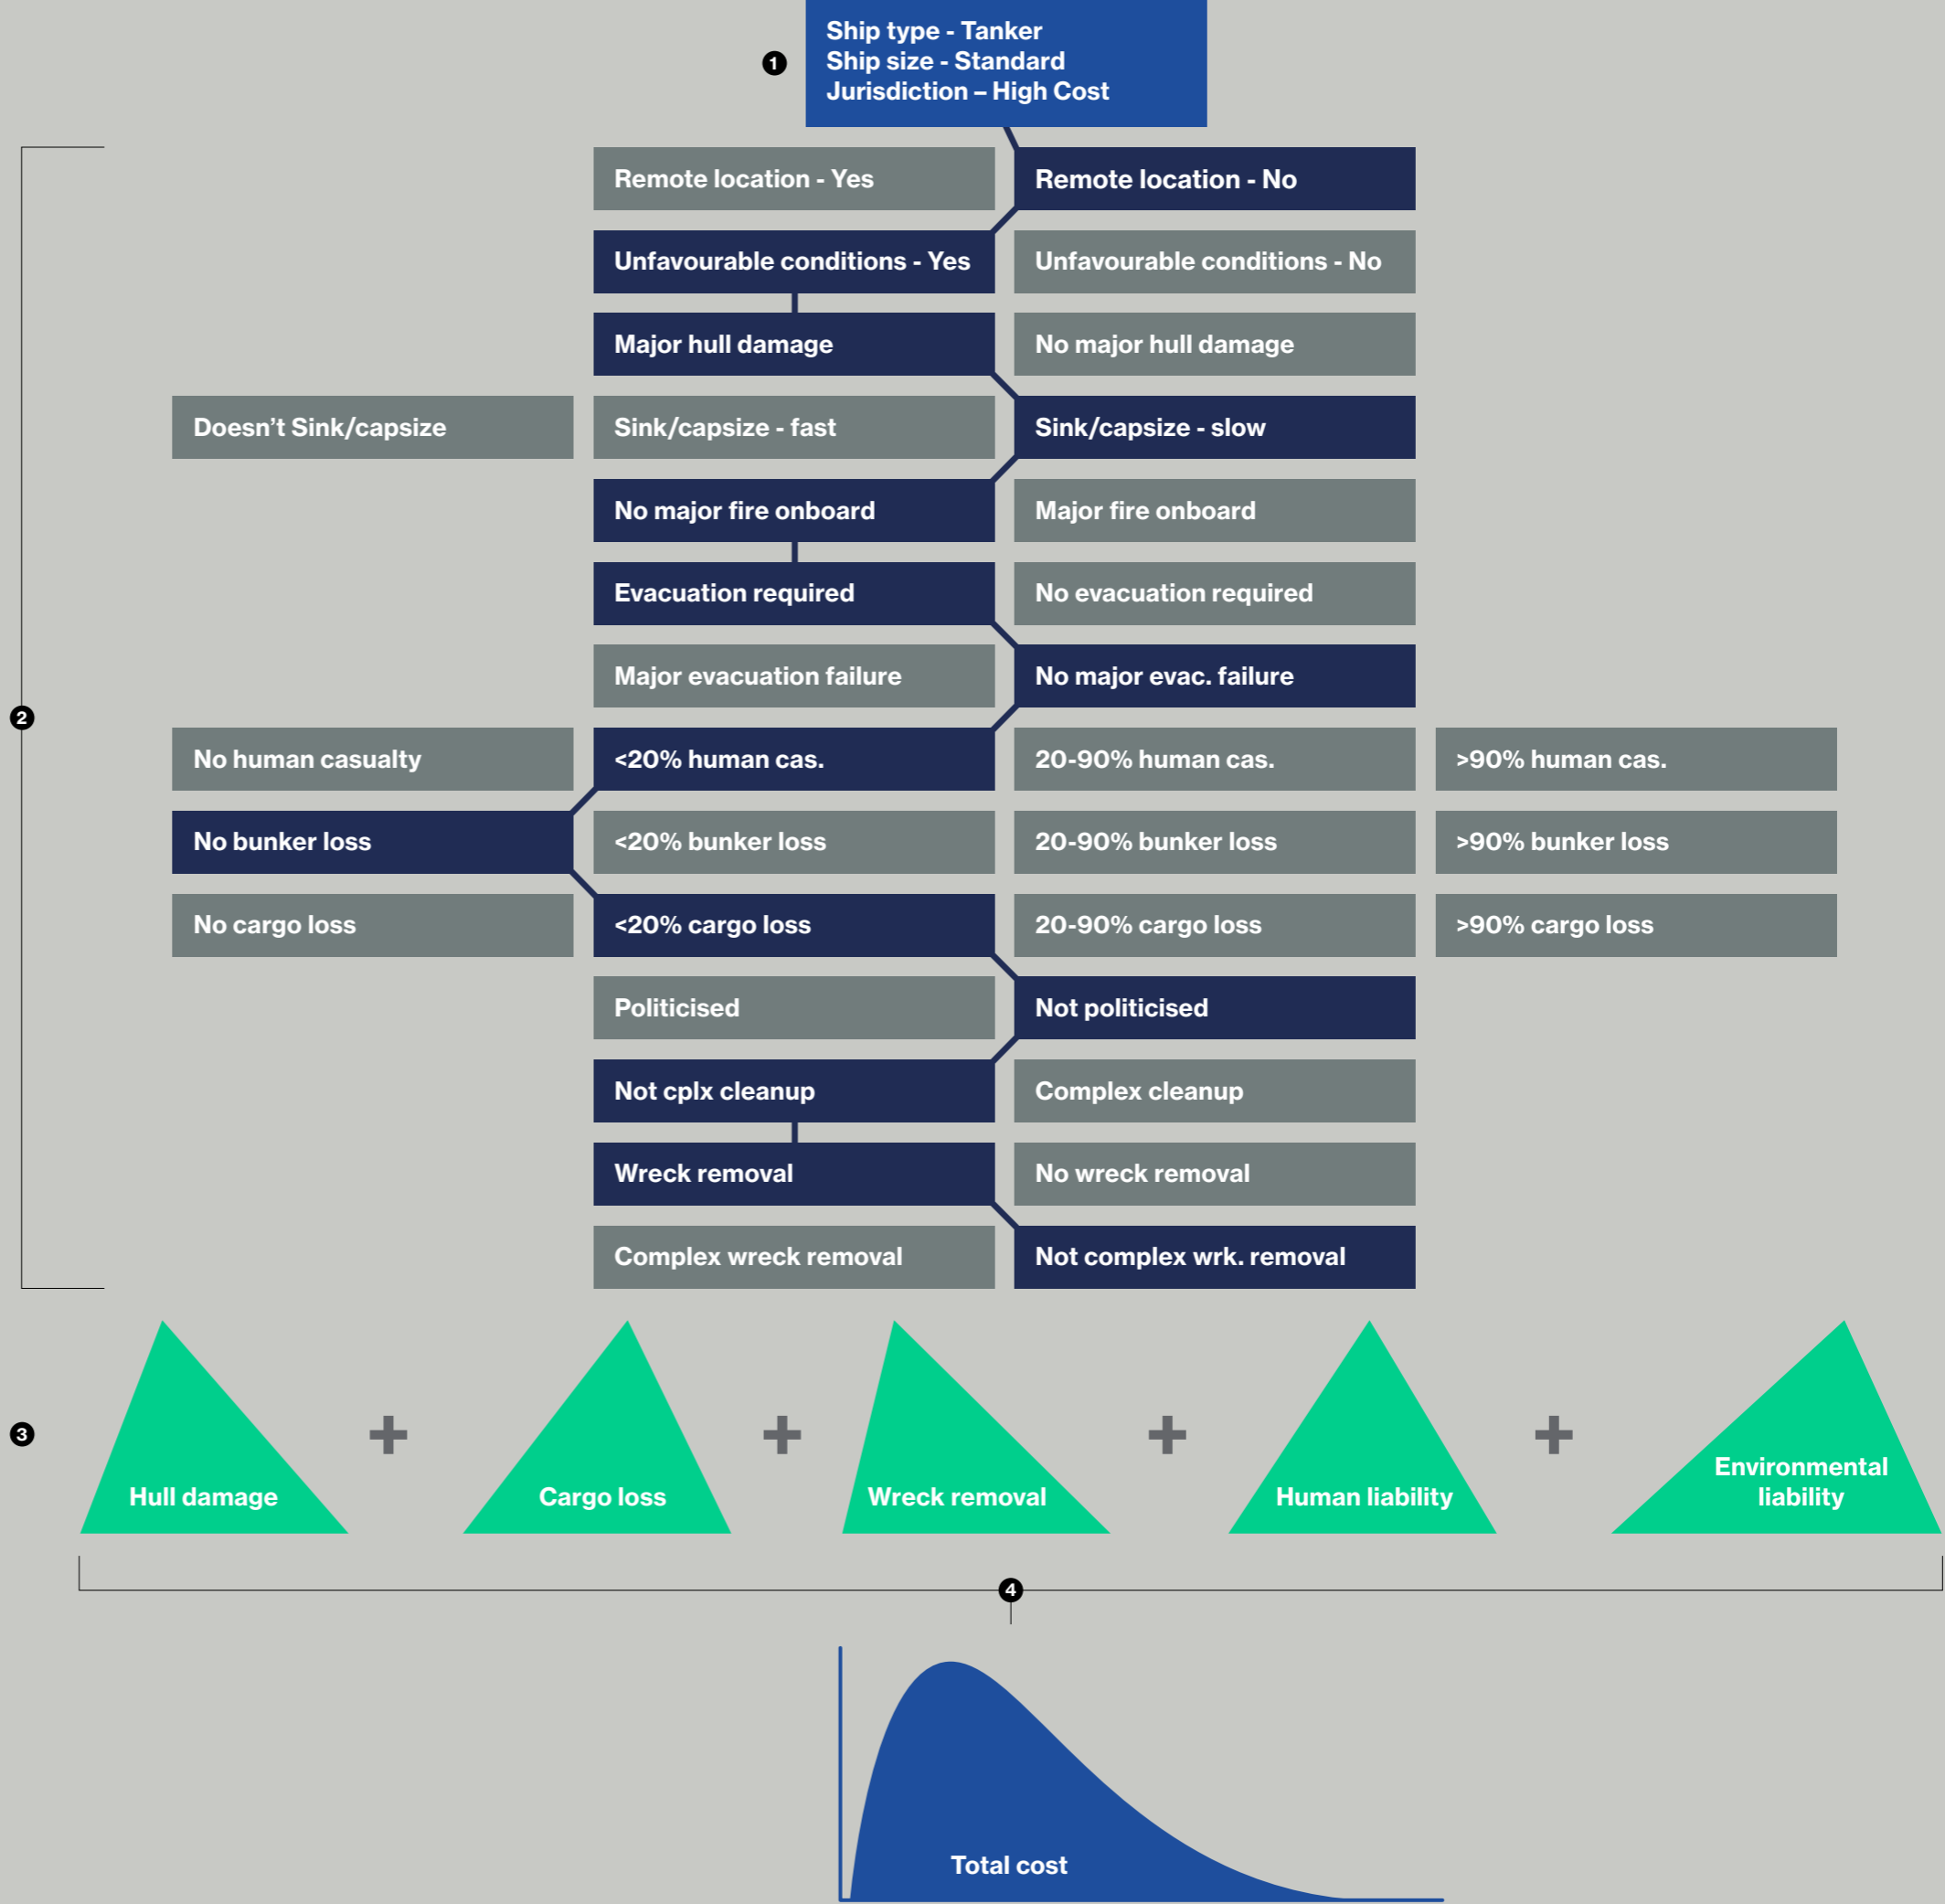 Ship type - Tanker
1
Ship size - Standard
Jurisdiction – High Cost
Remote location - Yes
Remote location - No
Unfavourable conditions - Yes
Unfavourable conditions - No
Major hull damage
No major hull damage
Doesn’t Sink/capsize
Sink/capsize - fast
Sink/capsize - slow
No major fire onboard
Major fire onboard
Evacuation required
No evacuation required
Major evacuation failure
No major evac. failure
2
No human casualty
<20% human cas.
20-90% human cas.
>90% human cas.
No bunker loss
<20% bunker loss
20-90% bunker loss
>90% bunker loss
No cargo loss
<20% cargo loss
20-90% cargo loss
>90% cargo loss
Politicised
Not politicised
Not cplx cleanup
Complex cleanup
Wreck removal
No wreck removal
Complex wreck removal
Not complex wrk. removal
3
+
+
+
+
Hull damage
Cargo loss
Wreck removal
Human liability
Environmental
liability
4
Total cost